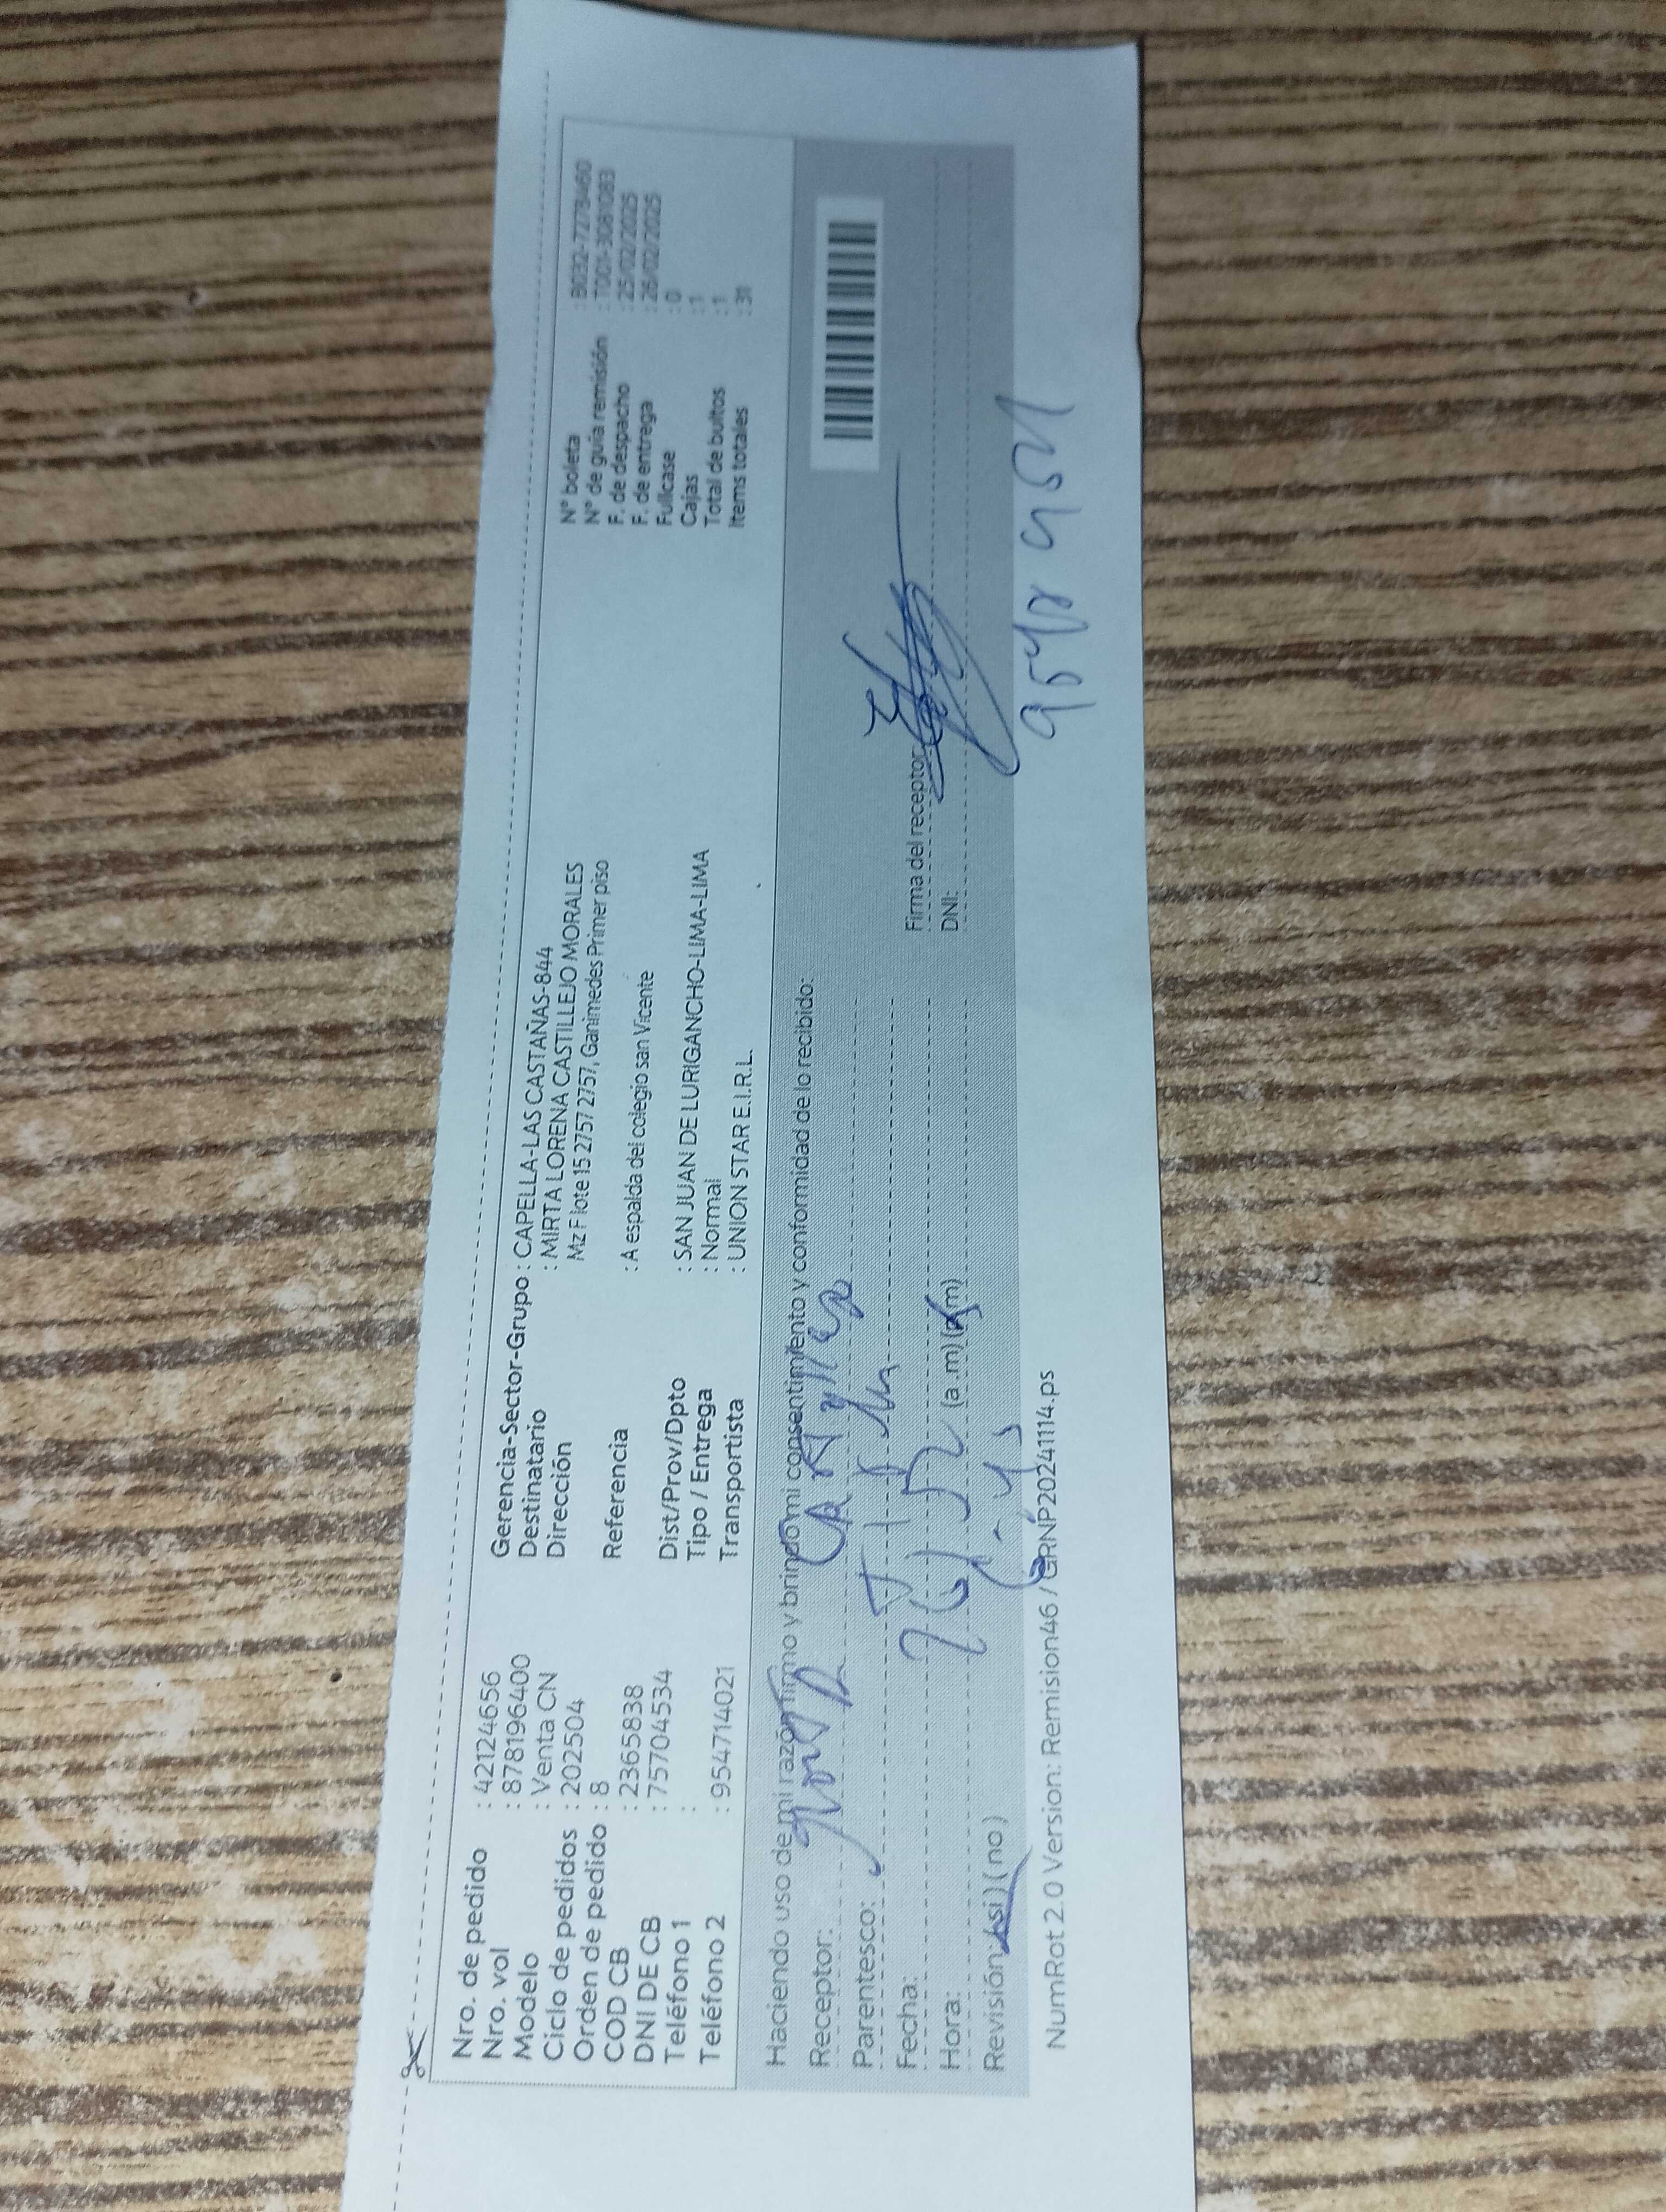 Nro. de pedido : 42124656
Nro. vol : 8781196400
Modelo : Venta CN
Ciclo de pedidos : 202504
Orden de pedido : 8
COD CB : 2365838
DNI DE CB : 75704534
Teléfono 1 :
Teléfono 2 : 954714021
Gerencia-Sector-Grupo : CAPELLA-LAS CASTAÑAS-844
Destinatario : MIRTA LORENA CASTILLEJO MORALES
Dirección Mz F lote 15 2757 2757, Ganimedes Primer piso
Referencia : A espalda del colegio san Vicente
Dist/Prov/Dpto : SAN JUAN DE LURIGANCHO-LIMA-LIMA
Tipo / Entrega : Normal
Transportista : UNION STAR E.I.R.L.
N° boleta : B032-72784460
N° de guía remisión : T001-3081083
F. de despacho : 25/02/2025
F. de entrega : 26/02/2025
Fullcase : 0
Cajas : 1
Total de bultos : 1
Items totales : 31
Haciendo uso de mi razón firmo y brindo mi consentimiento y conformidad de lo recibido:
Receptor:
Parentesco:
Fecha:
Hora: (a.m) (p.m)
Revisión: (si) (no)
Firma del receptor:
DNI:
NumRot 2.0 Version: Remision46 / GRNP20241114.ps